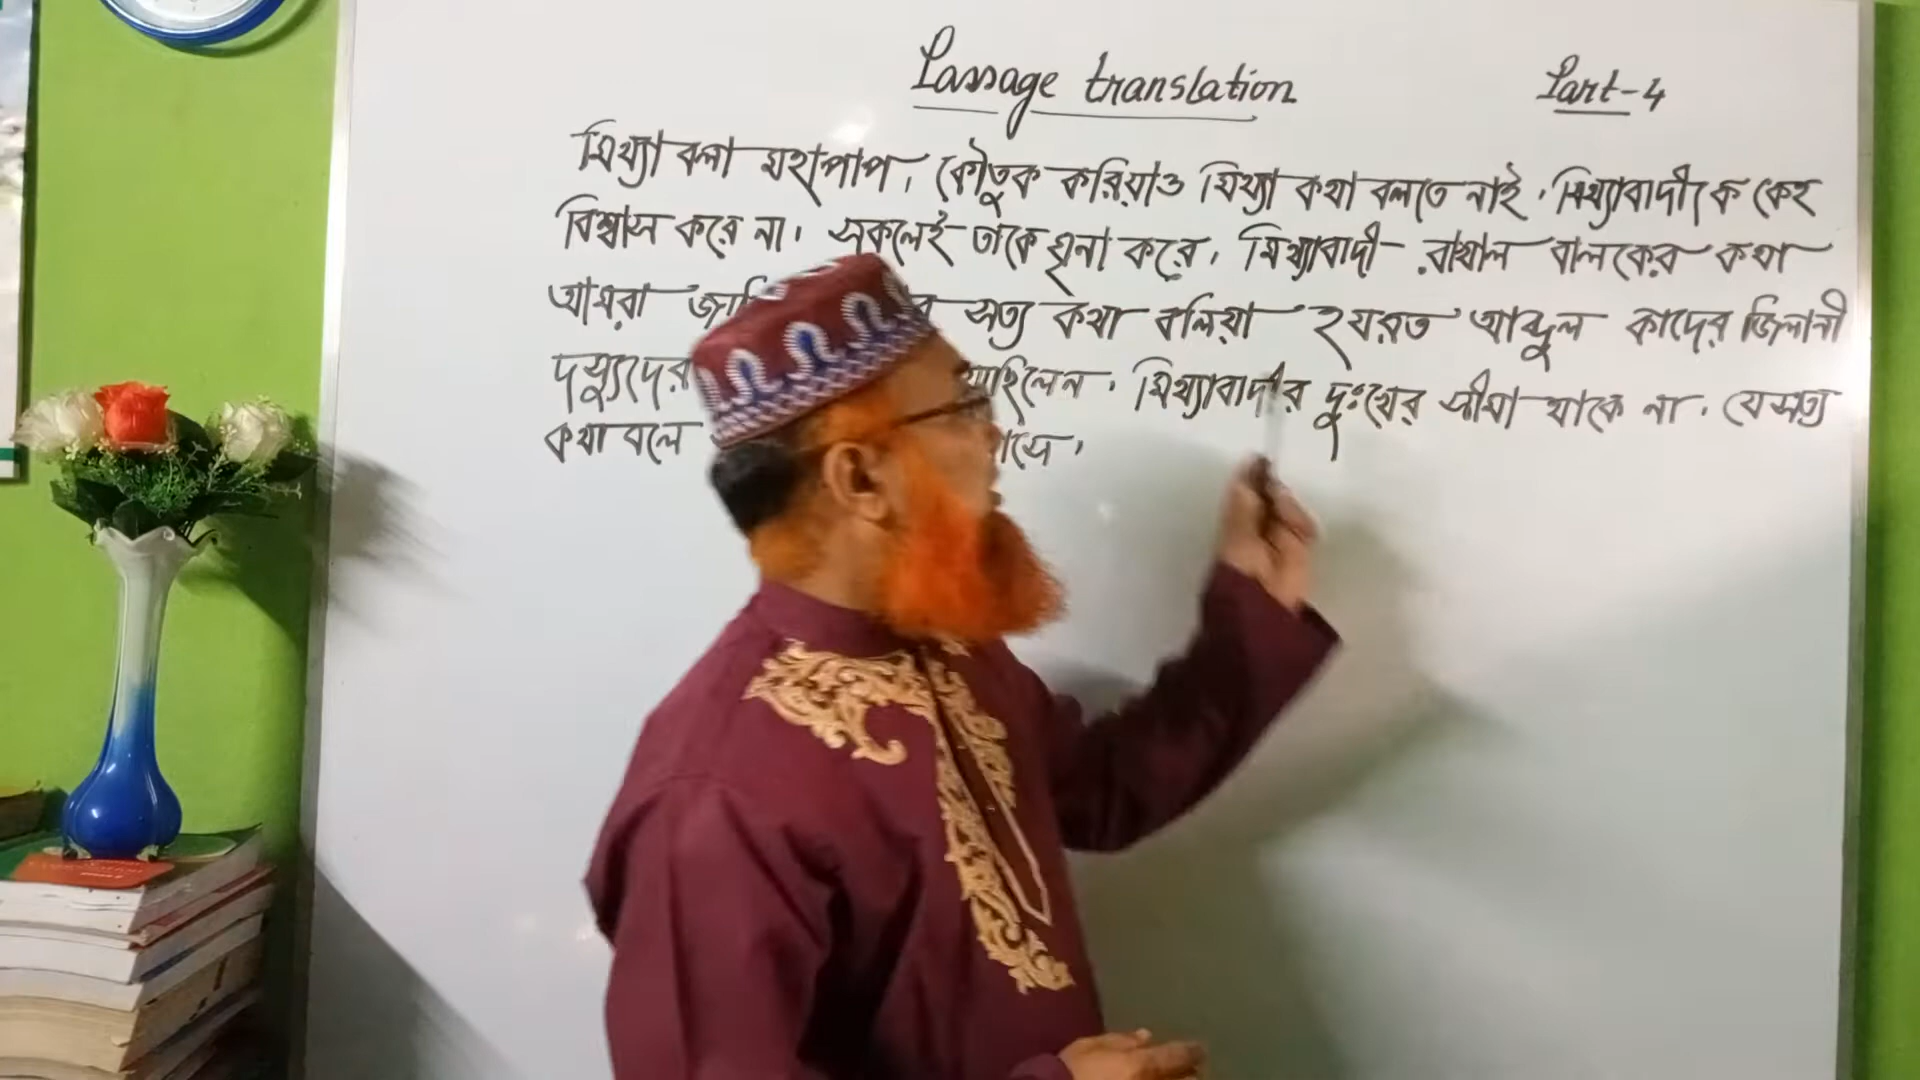 Passage translation Part-4
মিথ্যা বলা মহাপাপ। কৌতুক করিয়াও মিথ্যা কথা বলতে নাই। মিথ্যাবাদীকে কেহ
বিশ্বাস করে না। সকলেই তাকে ঘৃনা করে। মিথ্যাবাদী রাখাল বালকের কথা
আমরা সত্য কথা বলিয়া হযরত আব্দুল কাদের জিলানী
দস্যুদের মিথ্যাবাদীর দুঃখের সীমা থাকে না। যে সত্য
কথা বলে